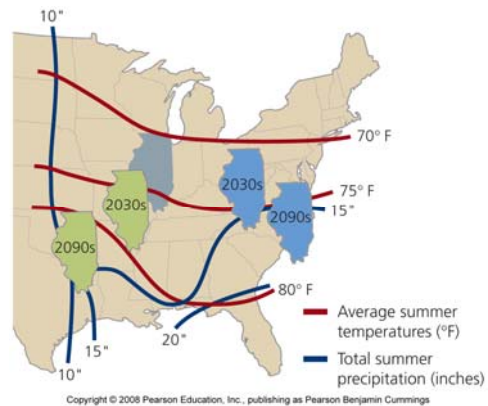 10"
70° F
2030s
2030s
75° F
2090s
15"
2090s
80° F
20"
15"
10"
Average summer
temperatures (°F)
Total summer
precipitation (inches)
Copyright © 2008 Pearson Education, Inc., publishing as Pearson Benjamin Cummings